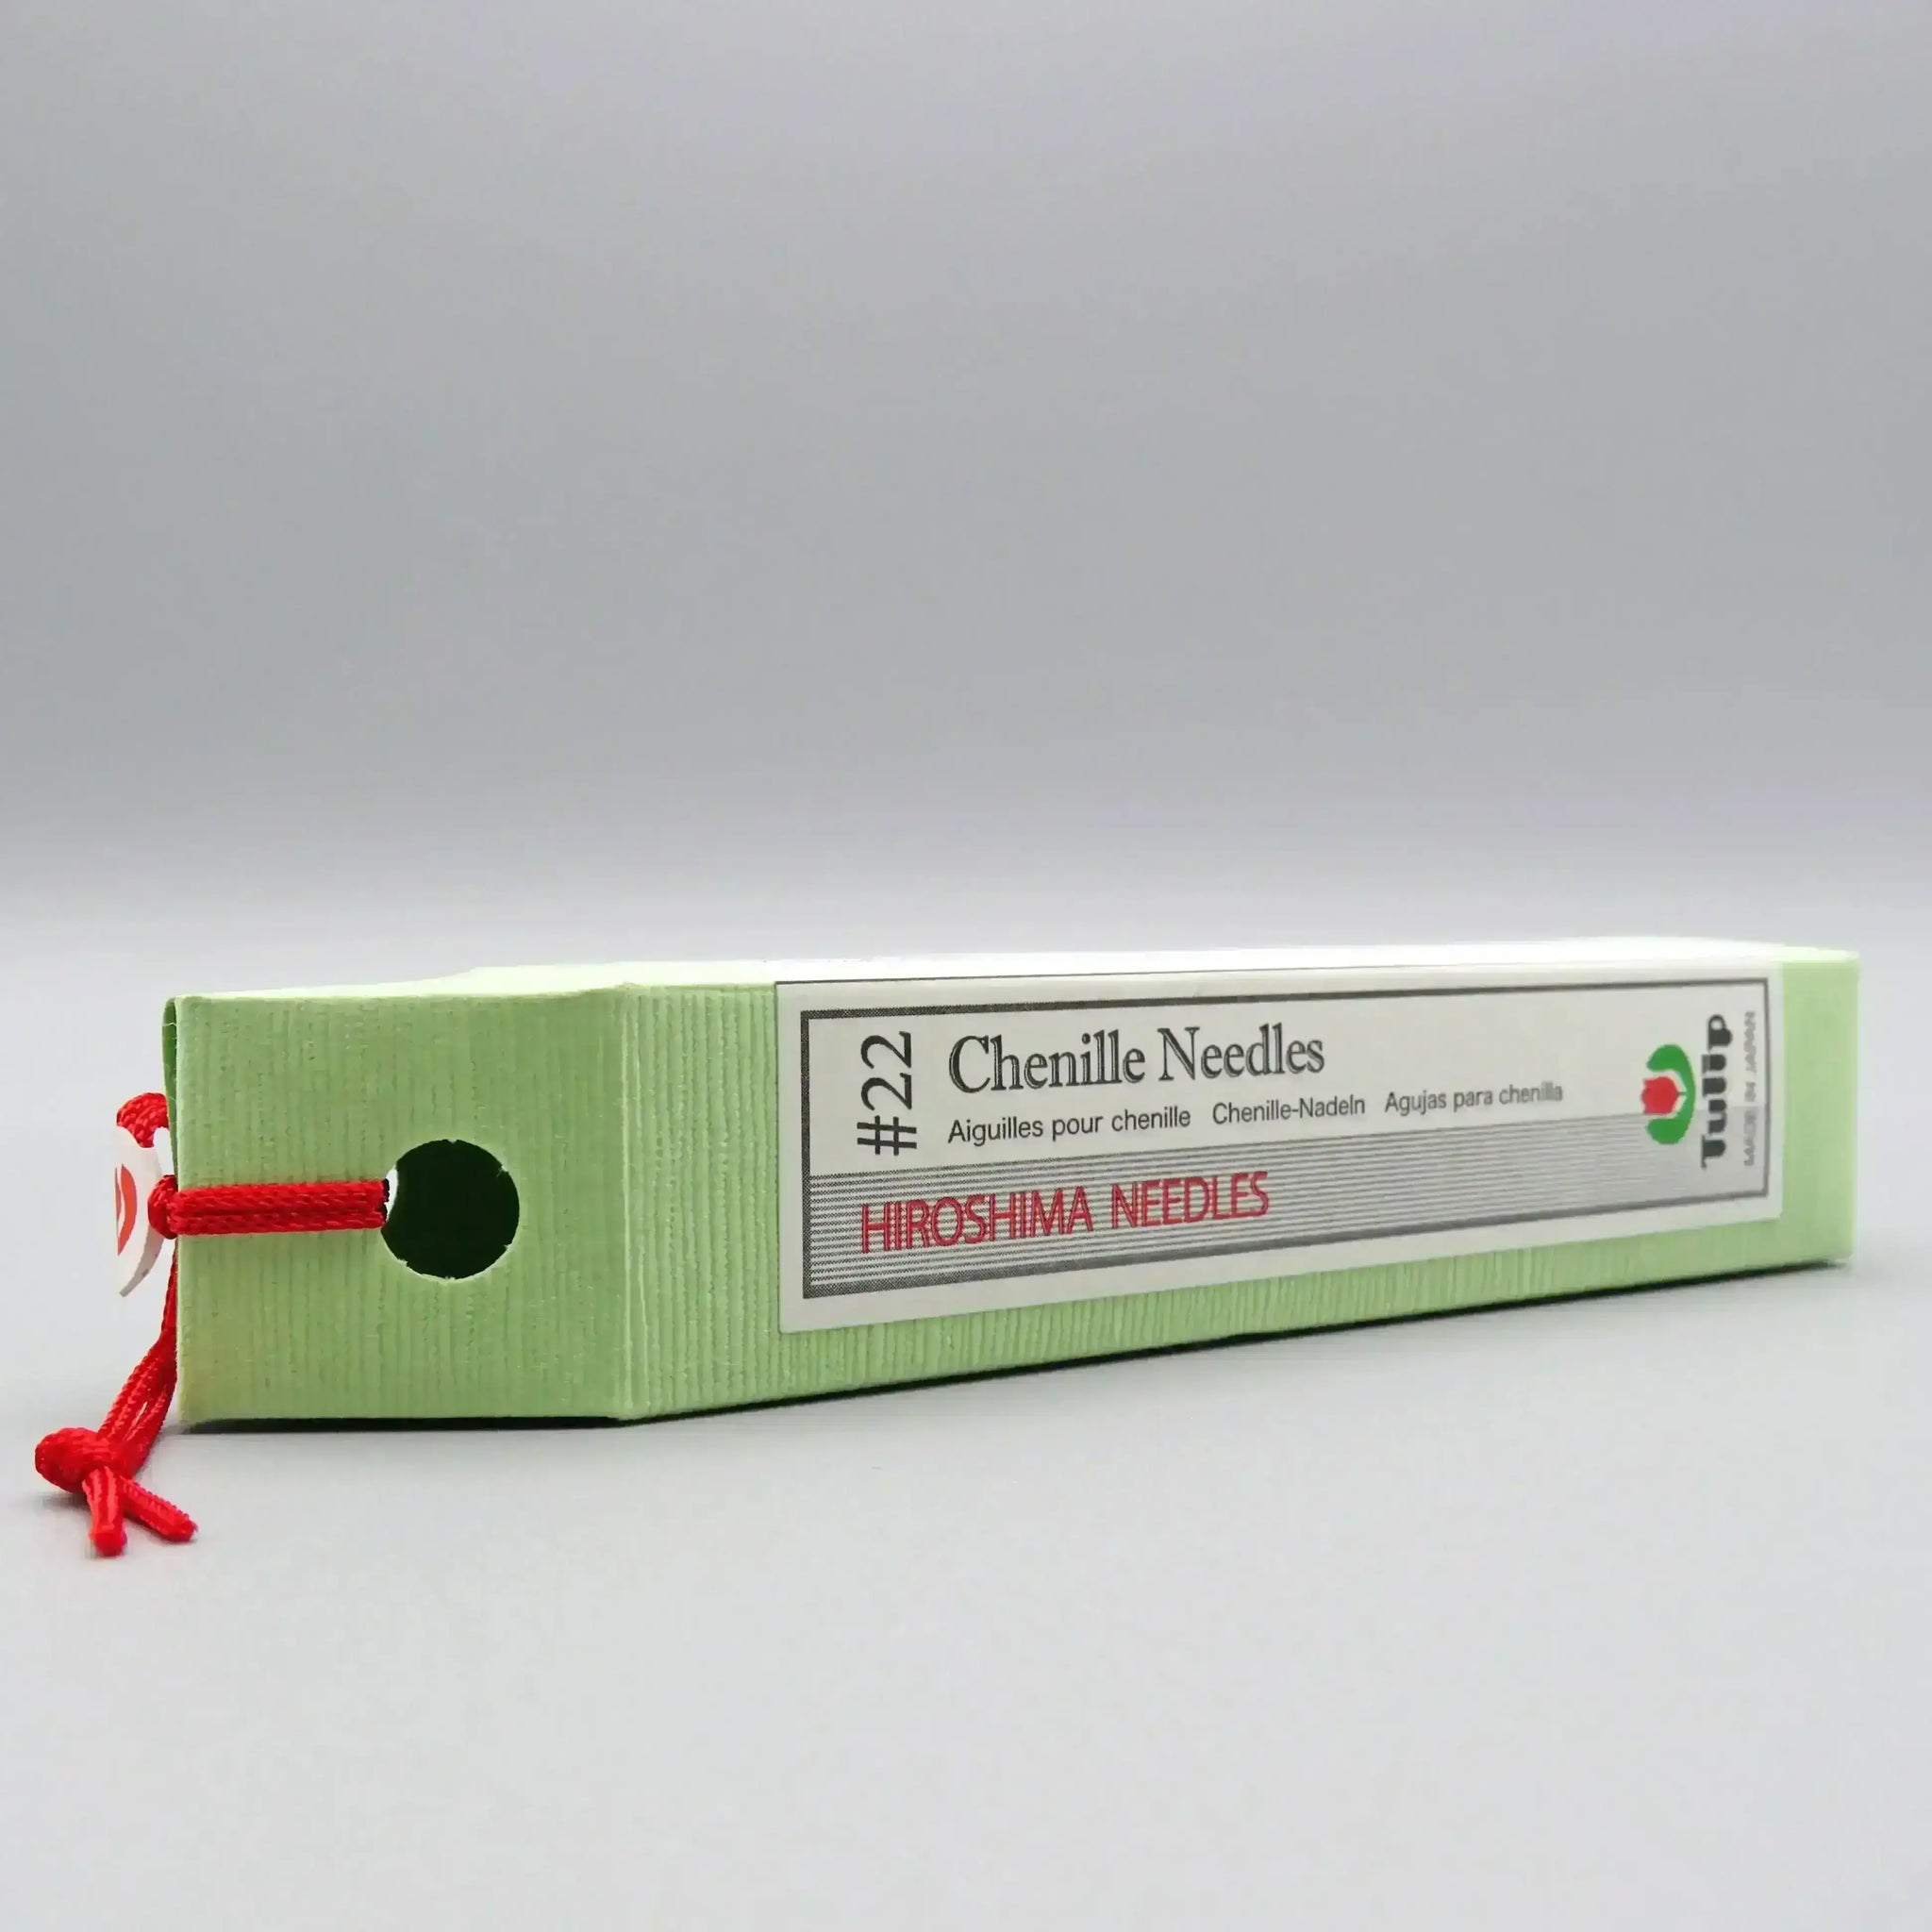 #22
Chenille Needles
Aiguilles pour chenille Chenille-Nadeln Agujas para chenilla
HIROSHIMA NEEDLES
Tulip
MADE IN JAPAN